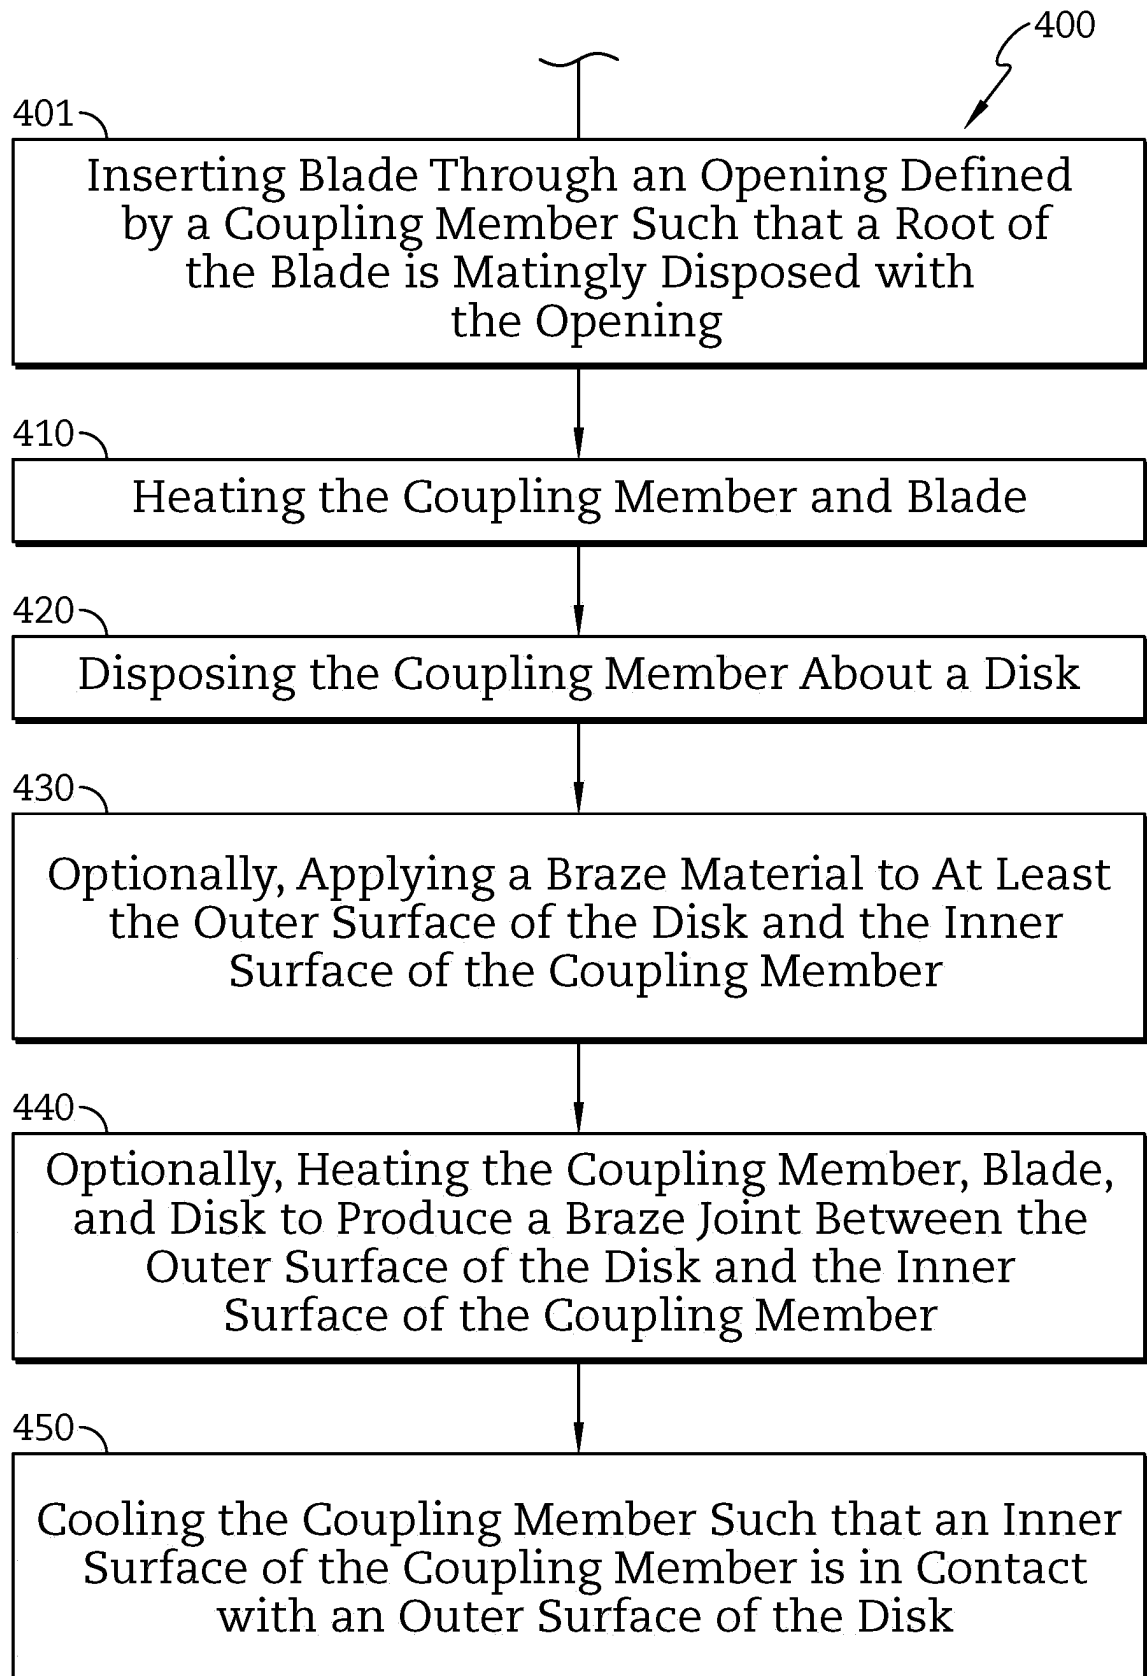 400
401
Inserting Blade Through an Opening Defined
by a Coupling Member Such that a Root of
the Blade is Matingly Disposed with
the Opening
410
Heating the Coupling Member and Blade
420
Disposing the Coupling Member About a Disk
430
Optionally, Applying a Braze Material to At Least
the Outer Surface of the Disk and the Inner
Surface of the Coupling Member
440
Optionally, Heating the Coupling Member, Blade,
and Disk to Produce a Braze Joint Between the
Outer Surface of the Disk and the Inner
Surface of the Coupling Member
450
Cooling the Coupling Member Such that an Inner
Surface of the Coupling Member is in Contact
with an Outer Surface of the Disk